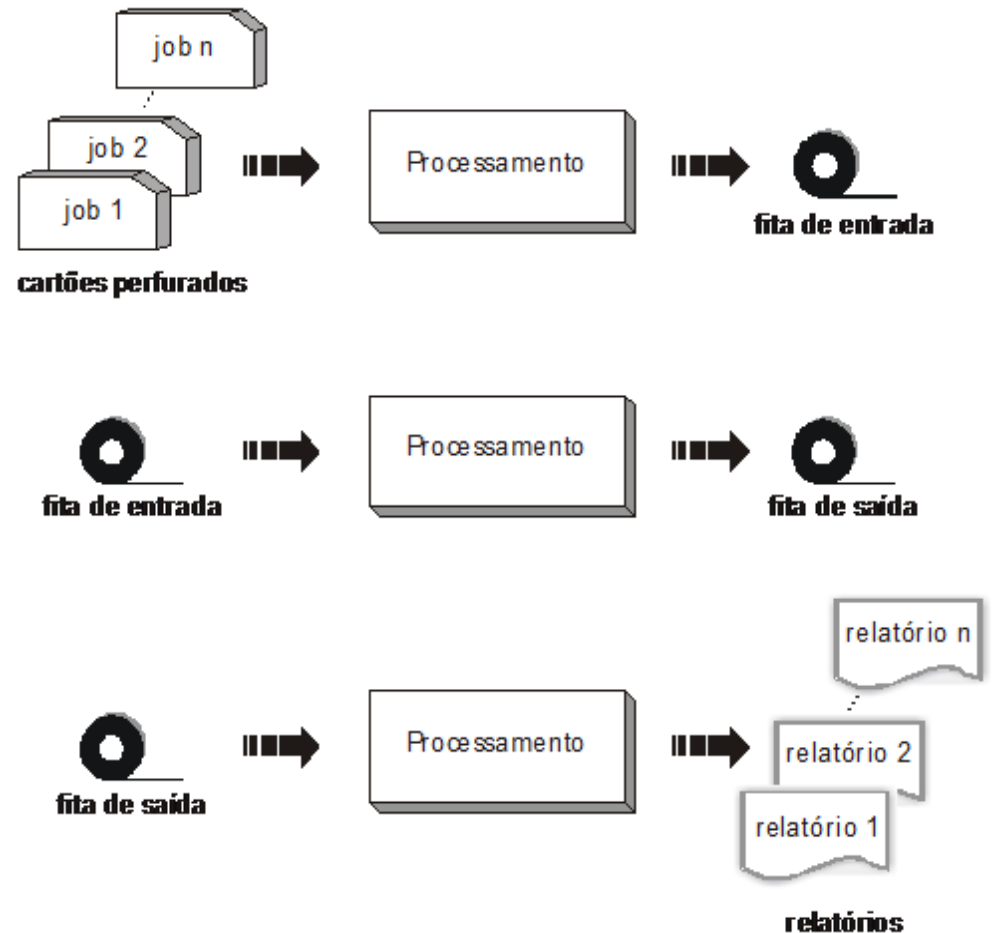 job n
job 2
job 1
cartões perfurados
Processamento
fita de entrada
fita de entrada
Processamento
fita de saída
fita de saída
Processamento
relatório n
relatório 2
relatório 1
relatórios